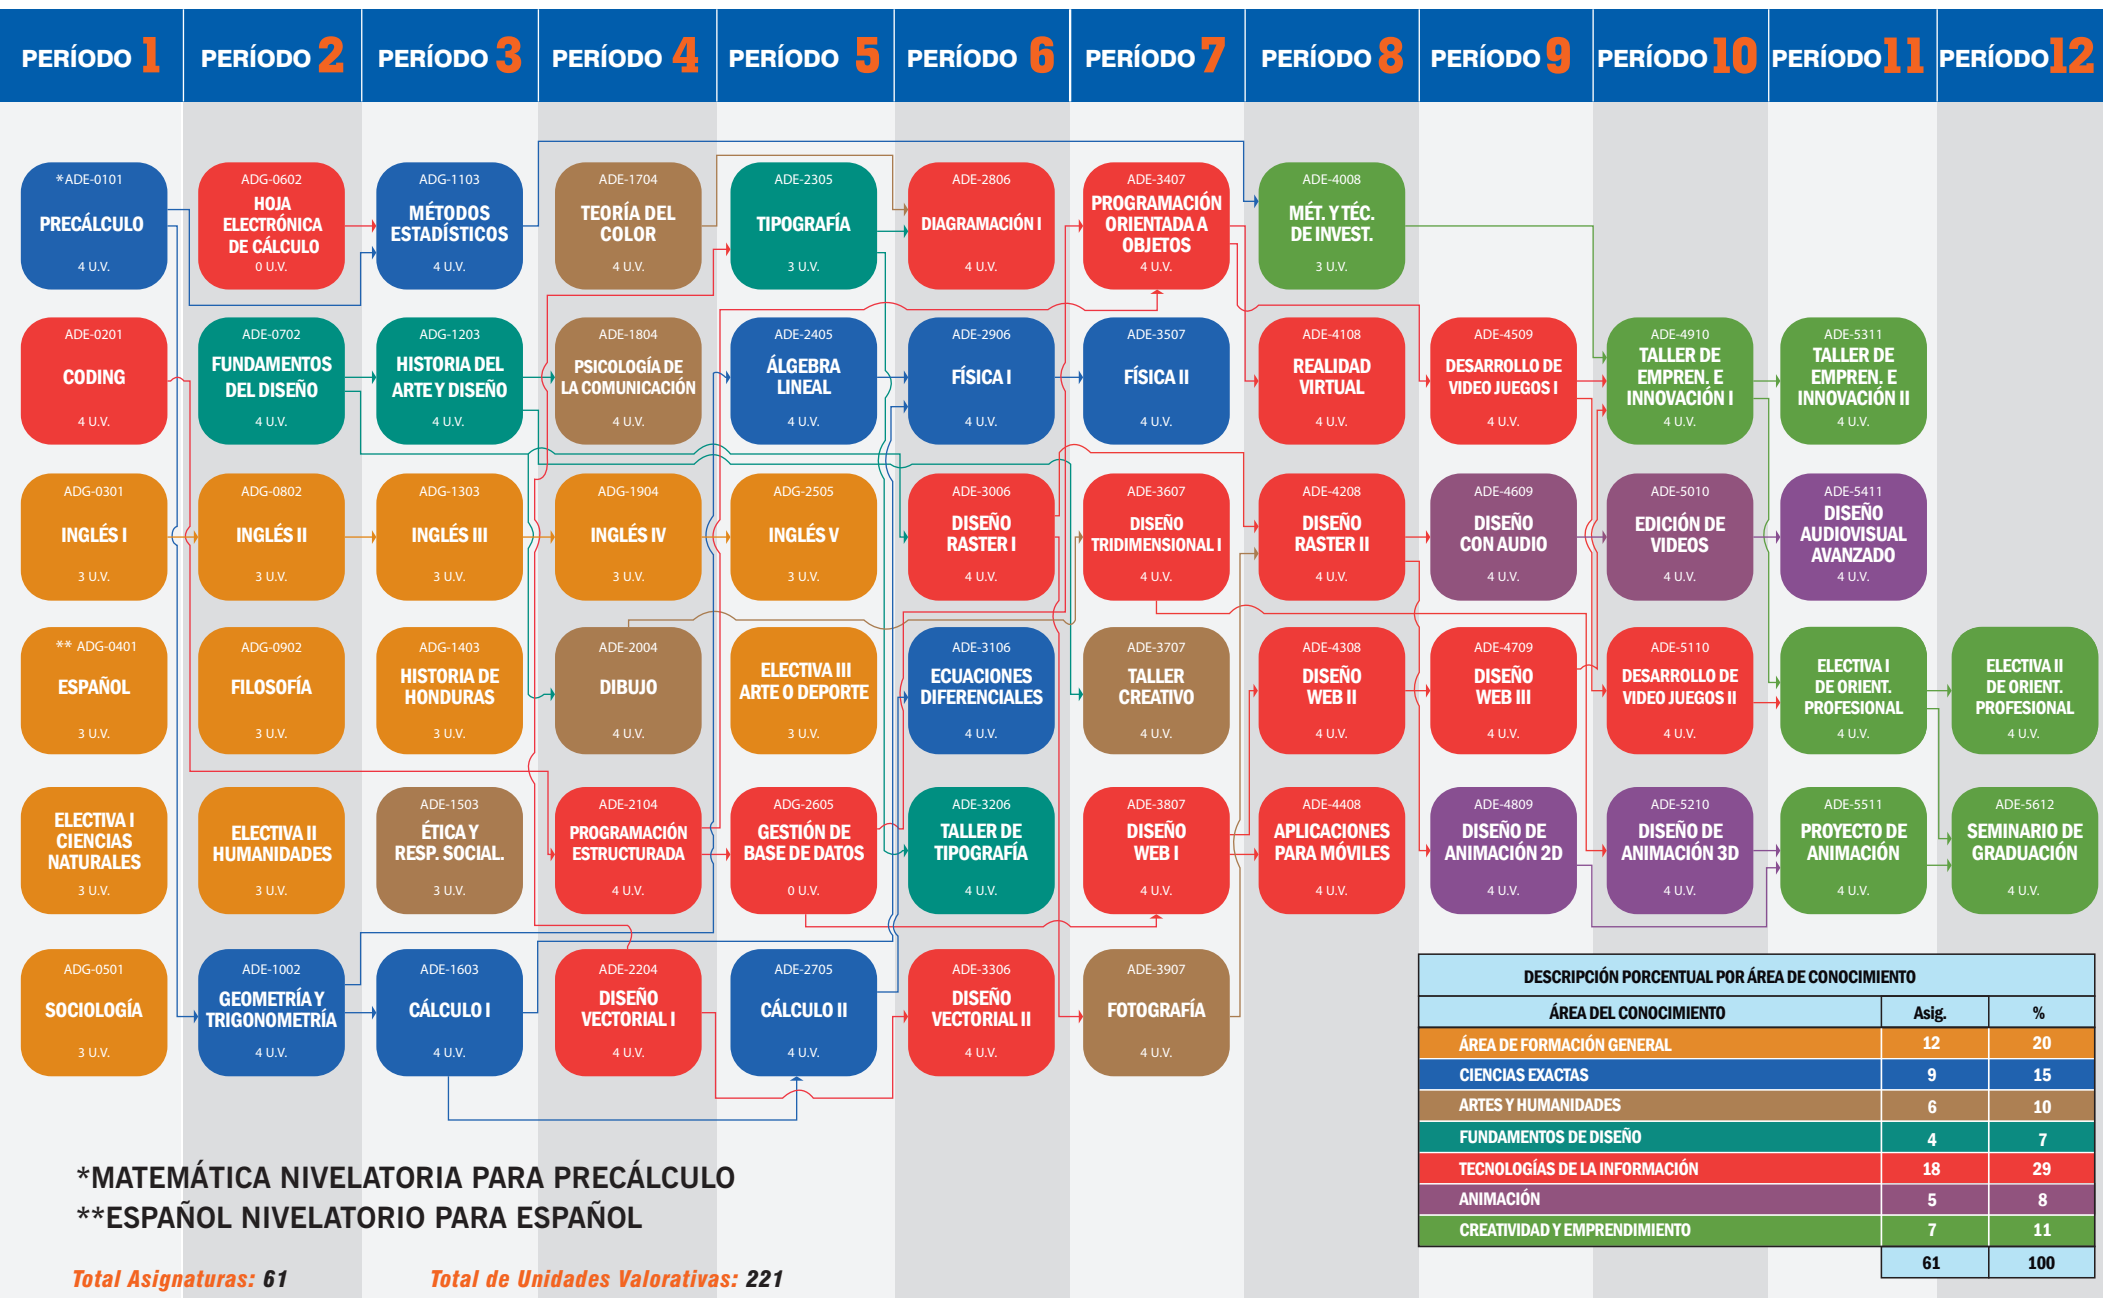 PERÍODO 1
PERÍODO 2
PERÍODO 3
PERÍODO 4
PERÍODO 5
PERÍODO 6
PERÍODO 7
PERÍODO 8
PERÍODO 9
PERÍODO 10
PERÍODO 11
PERÍODO 12
*ADE-0101
PRECÁLCULO
4 U.V.
ADG-0602
HOJA
ELECTRÓNICA
DE CÁLCULO
0 U.V.
ADG-1103
MÉTODOS
ESTADÍSTICOS
4 U.V.
ADE-1704
TEORÍA DEL
COLOR
4 U.V.
ADE-2305
TIPOGRAFÍA
3 U.V.
ADE-2806
DIAGRAMACIÓN I
4 U.V.
ADE-3407
PROGRAMACIÓN
ORIENTADA A
OBJETOS
4 U.V.
ADE-4008
MÉT. Y TÉC.
DE INVEST.
3 U.V.
ADE-0201
CODING
4 U.V.
ADE-0702
FUNDAMENTOS
DEL DISEÑO
4 U.V.
ADG-1203
HISTORIA DEL
ARTE Y DISEÑO
4 U.V.
ADE-1804
PSICOLOGÍA DE
LA COMUNICACIÓN
4 U.V.
ADE-2405
ÁLGEBRA
LINEAL
4 U.V.
ADE-2906
FÍSICA I
4 U.V.
ADE-3507
FÍSICA II
4 U.V.
ADE-4108
REALIDAD
VIRTUAL
4 U.V.
ADE-4509
DESARROLLO DE
VIDEO JUEGOS I
4 U.V.
ADE-4910
TALLER DE
EMPREN. E
INNOVACIÓN I
4 U.V.
ADE-5311
TALLER DE
EMPREN. E
INNOVACIÓN II
4 U.V.
ADG-0301
INGLÉS I
3 U.V.
ADG-0802
INGLÉS II
3 U.V.
ADG-1303
INGLÉS III
3 U.V.
ADG-1904
INGLÉS IV
3 U.V.
ADG-2505
INGLÉS V
3 U.V.
ADE-3006
DISEÑO
RASTER I
4 U.V.
ADE-3607
DISEÑO
TRIDIMENSIONAL I
4 U.V.
ADE-4208
DISEÑO
RASTER II
4 U.V.
ADE-4609
DISEÑO
CON AUDIO
4 U.V.
ADE-5010
EDICIÓN DE
VIDEOS
4 U.V.
ADE-5411
DISEÑO
AUDIOVISUAL
AVANZADO
4 U.V.
** ADG-0401
ESPAÑOL
3 U.V.
ADG-0902
FILOSOFÍA
3 U.V.
ADG-1403
HISTORIA DE
HONDURAS
3 U.V.
ADE-2004
DIBUJO
4 U.V.
ELECTIVA III
ARTE O DEPORTE
3 U.V.
ADE-3106
ECUACIONES
DIFERENCIALES
4 U.V.
ADE-3707
TALLER
CREATIVO
4 U.V.
ADE-4308
DISEÑO
WEB II
4 U.V.
ADE-4709
DISEÑO
WEB III
4 U.V.
ADE-5110
DESARROLLO DE
VIDEO JUEGOS II
4 U.V.
ELECTIVA I
DE ORIENT.
PROFESIONAL
4 U.V.
ELECTIVA II
DE ORIENT.
PROFESIONAL
4 U.V.
ELECTIVA I
CIENCIAS
NATURALES
3 U.V.
ELECTIVA II
HUMANIDADES
3 U.V.
ADE-1503
ÉTICA Y
RESP. SOCIAL.
3 U.V.
ADE-2104
PROGRAMACIÓN
ESTRUCTURADA
4 U.V.
ADG-2605
GESTIÓN DE
BASE DE DATOS
0 U.V.
ADE-3206
TALLER DE
TIPOGRAFÍA
4 U.V.
ADE-3807
DISEÑO
WEB I
4 U.V.
ADE-4408
APLICACIONES
PARA MÓVILES
4 U.V.
ADE-4809
DISEÑO DE
ANIMACIÓN 2D
4 U.V.
ADE-5210
DISEÑO DE
ANIMACIÓN 3D
4 U.V.
ADE-5511
PROYECTO DE
ANIMACIÓN
4 U.V.
ADE-5612
SEMINARIO DE
GRADUACIÓN
4 U.V.
ADG-0501
SOCIOLOGÍA
3 U.V.
ADE-1002
GEOMETRÍA Y
TRIGONOMETRÍA
4 U.V.
ADE-1603
CÁLCULO I
4 U.V.
ADE-2204
DISEÑO
VECTORIAL I
4 U.V.
ADE-2705
CÁLCULO II
4 U.V.
ADE-3306
DISEÑO
VECTORIAL II
4 U.V.
ADE-3907
FOTOGRAFÍA
4 U.V.
DESCRIPCIÓN PORCENTUAL POR ÁREA DE CONOCIMIENTO
ÁREA DEL CONOCIMIENTO Asig. %
ÁREA DE FORMACIÓN GENERAL 12 20
CIENCIAS EXACTAS 9 15
ARTES Y HUMANIDADES 6 10
FUNDAMENTOS DE DISEÑO 4 7
TECNOLOGÍAS DE LA INFORMACIÓN 18 29
ANIMACIÓN 5 8
CREATIVIDAD Y EMPRENDIMIENTO 7 11
61 100
*MATEMÁTICA NIVELATORIA PARA PRECÁLCULO
**ESPAÑOL NIVELATORIO PARA ESPAÑOL
Total Asignaturas: 61 Total de Unidades Valorativas: 221